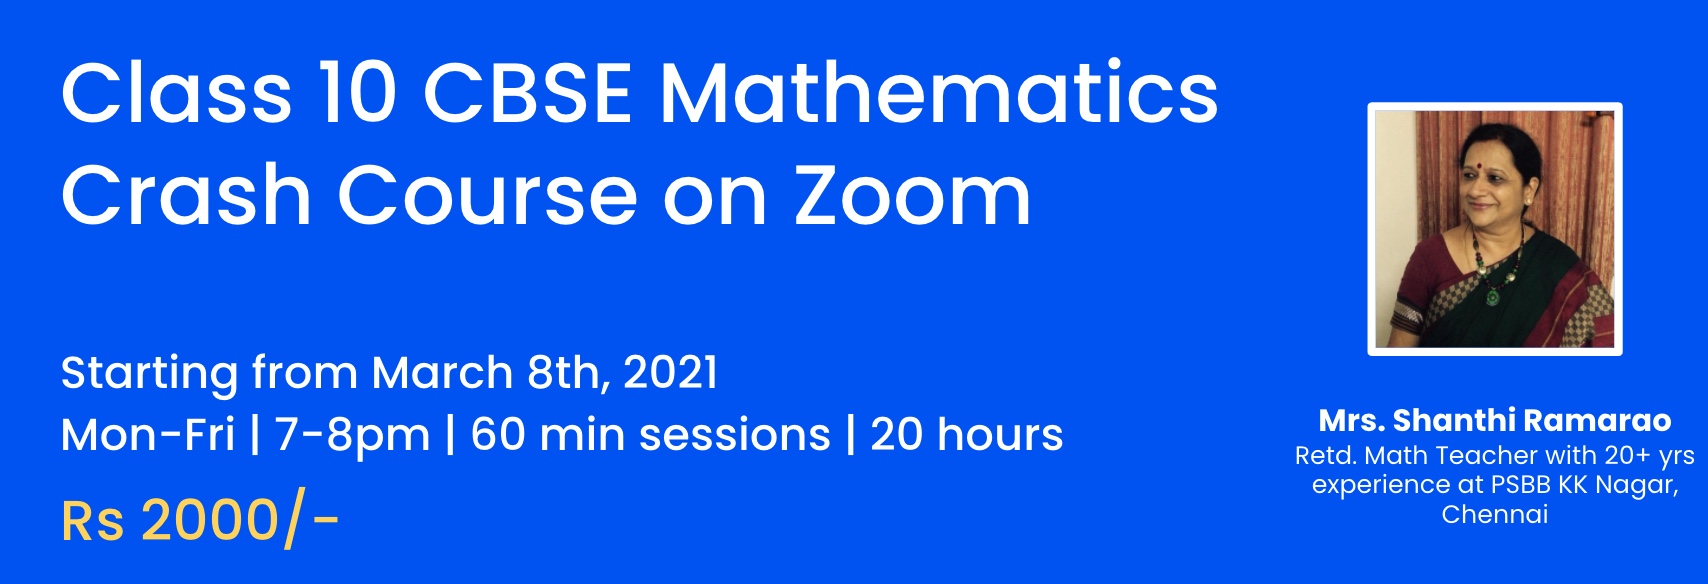 Class 10 CBSE Mathematics
Crash Course on Zoom
Starting from March 8th, 2021
Mon-Fri | 7-8pm | 60 min sessions | 20 hours
Rs 2000/-
Mrs. Shanthi Ramarao
Retd. Math Teacher with 20+ yrs
experience at PSBB KK Nagar,
Chennai